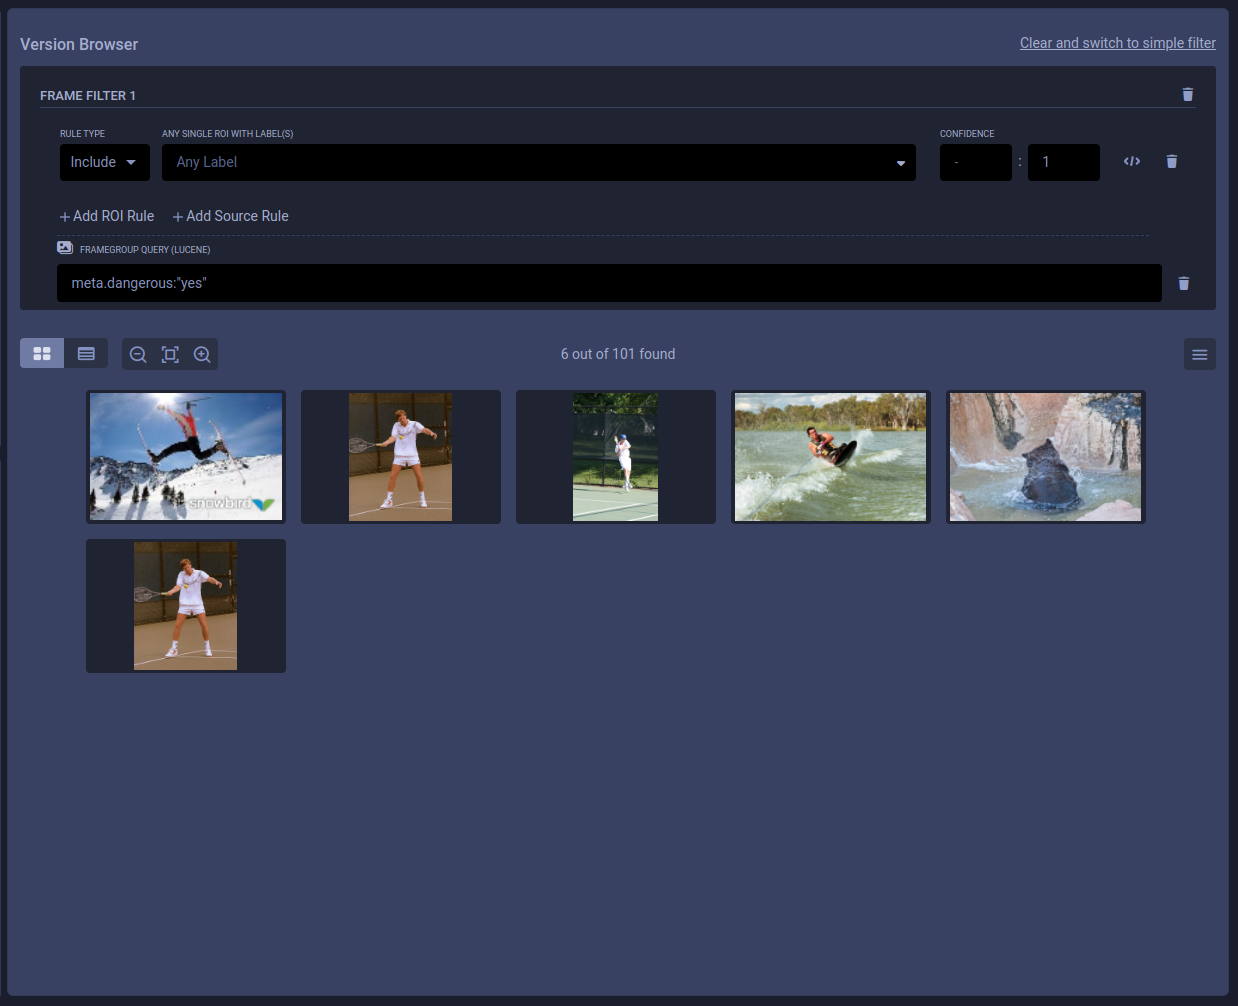 Version Browser
Clear and switch to simple filter
FRAME FILTER 1
RULE TYPE
ANY SINGLE ROI WITH LABEL(S)
CONFIDENCE
Include
Any Label
-
:
1
</>
+ Add ROI Rule
+ Add Source Rule
FRAMEGROUP QUERY (LUCENE)
meta.dangerous:"yes"
6 out of 101 found
snowbird